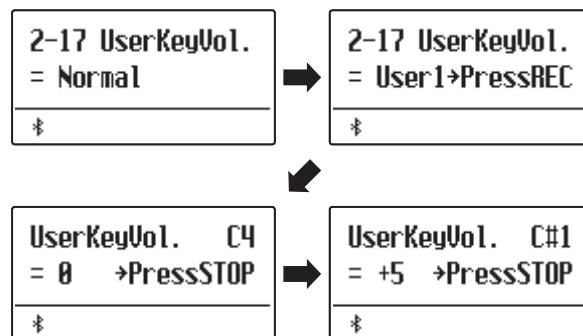 2-17 UserKeyVol.
= Normal
2-17 UserKeyVol.
= User1→PressREC
UserKeyVol. C4
= 0 →PressSTOP
UserKeyVol. C#1
= +5 →PressSTOP